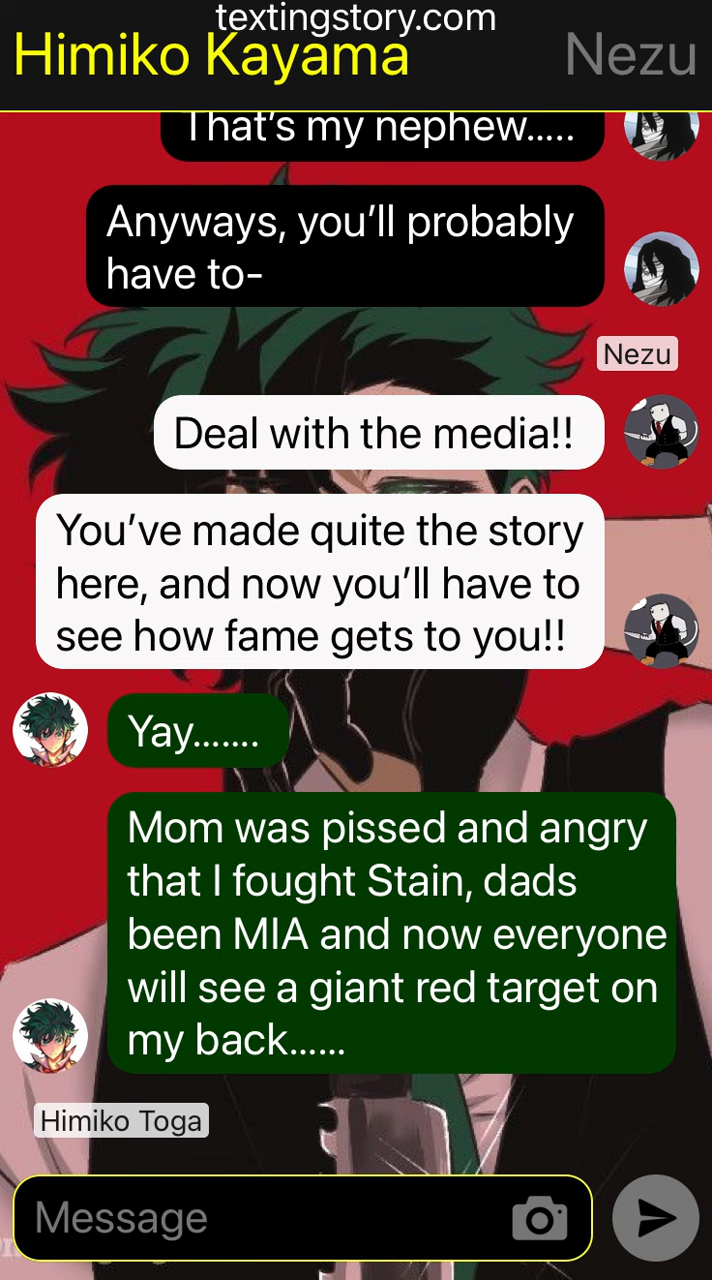 textingstory.com
Himiko Kayama
Nezu
That's my nephew.....
Anyways, you'll probably
have to-
Nezu
Deal with the media!!
You've made quite the story
here, and now you'll have to
see how fame gets to you!!
Yay.......
Mom was pissed and angry
that I fought Stain, dads
been MIA and now everyone
will see a giant red target on
my back......
Himiko Toga
Message